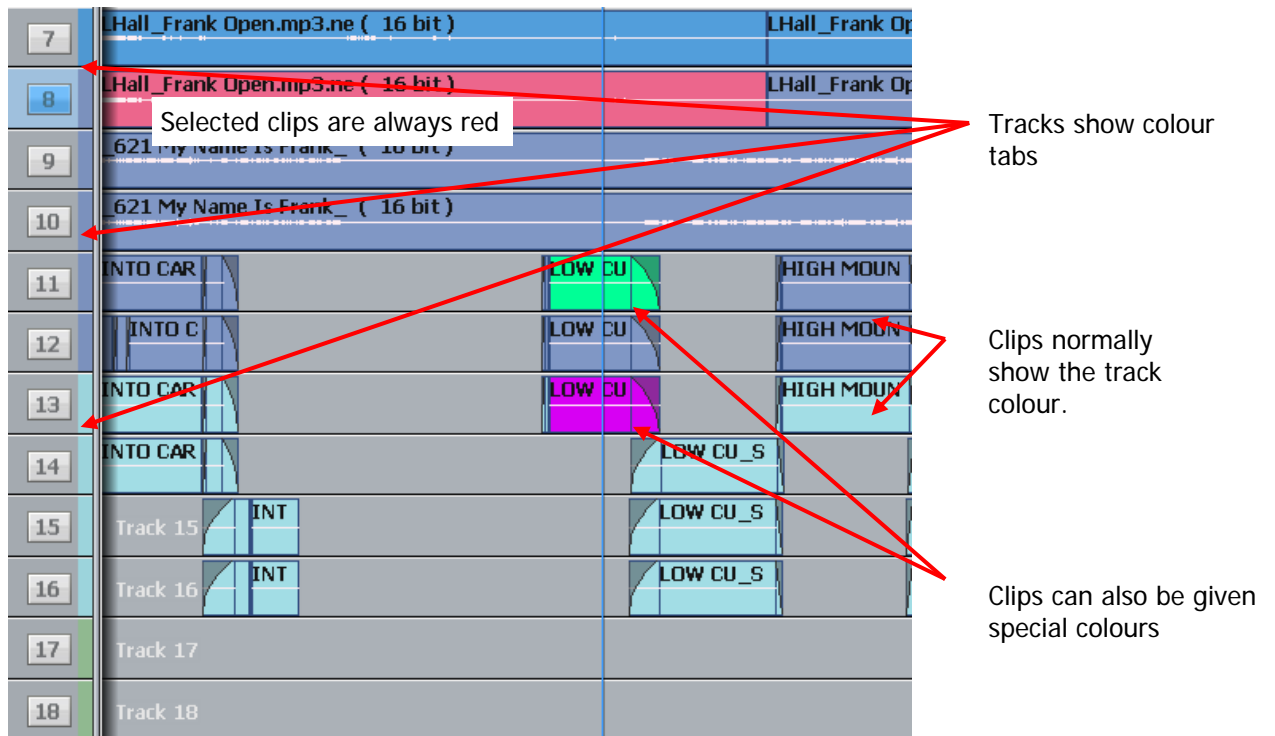 7
LHall_Frank Open.mp3.ne ( 16 bit )
LHall_Frank Op
8
LHall_Frank Open.mp3.ne ( 16 bit )
LHall_Frank Op
Selected clips are always red
9
_621 My Name Is Frank_ ( 16 bit )
10
_621 My Name Is Frank_ ( 16 bit )
11
INTO CAR
LOW CU
HIGH MOUN
12
INTO C
LOW CU
HIGH MOUN
13
INTO CAR
LOW CU
HIGH MOUN
14
INTO CAR
LOW CU_S
15
Track 15
INT
LOW CU_S
16
Track 16
INT
LOW CU_S
17
Track 17
18
Track 18
Tracks show colour
tabs
Clips normally
show the track
colour.
Clips can also be given
special colours